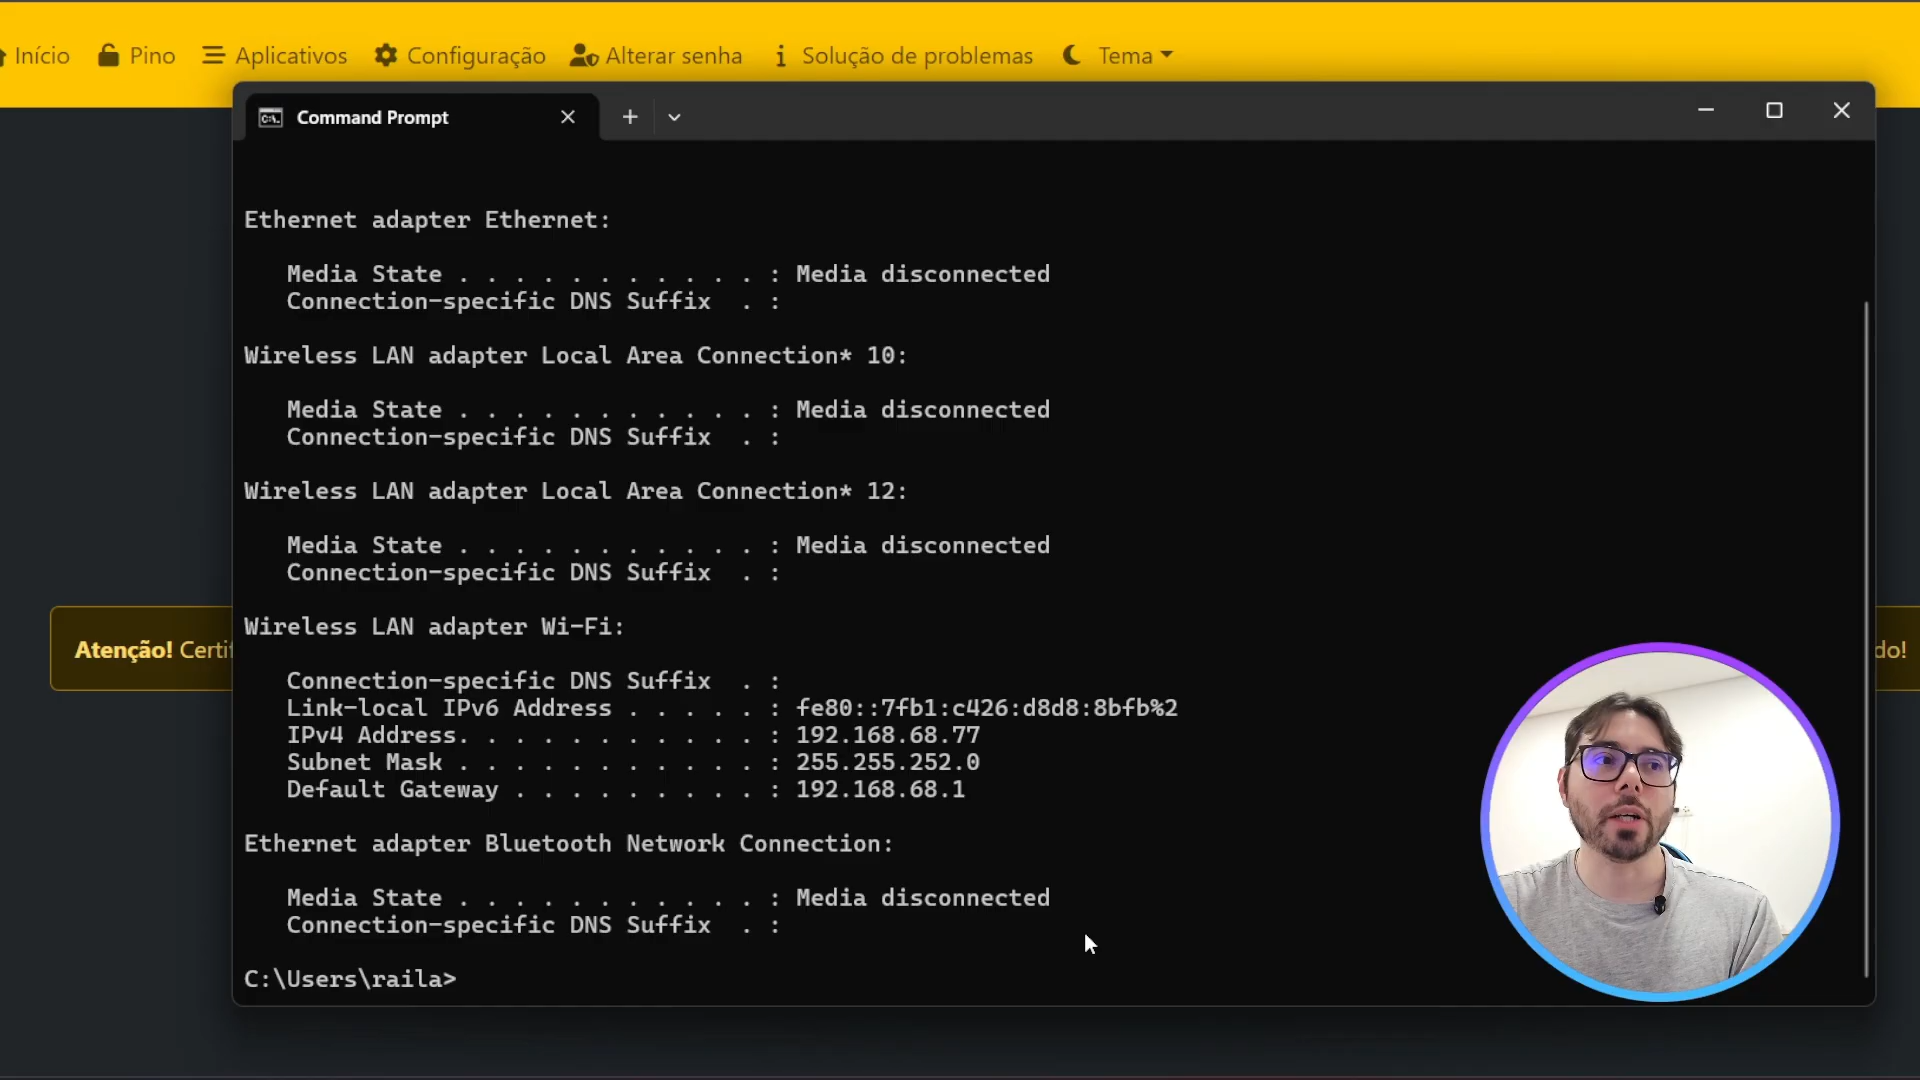 Início Pino Aplicativos Configuração Alterar senha Solução de problemas Tema
Command Prompt
Ethernet adapter Ethernet:
Media State . . . . . . . . . . . : Media disconnected
Connection-specific DNS Suffix  . :
Wireless LAN adapter Local Area Connection* 10:
Media State . . . . . . . . . . . : Media disconnected
Connection-specific DNS Suffix  . :
Wireless LAN adapter Local Area Connection* 12:
Media State . . . . . . . . . . . : Media disconnected
Connection-specific DNS Suffix  . :
Wireless LAN adapter Wi-Fi:
Connection-specific DNS Suffix  . :
Link-local IPv6 Address . . . . . : fe80::7fb1:c426:d8d8:8bfb%2
IPv4 Address. . . . . . . . . . . : 192.168.68.77
Subnet Mask . . . . . . . . . . . : 255.255.252.0
Default Gateway . . . . . . . . . : 192.168.68.1
Ethernet adapter Bluetooth Network Connection:
Media State . . . . . . . . . . . : Media disconnected
Connection-specific DNS Suffix  . :
C:\Users\raila>
Atenção! Certi
do!